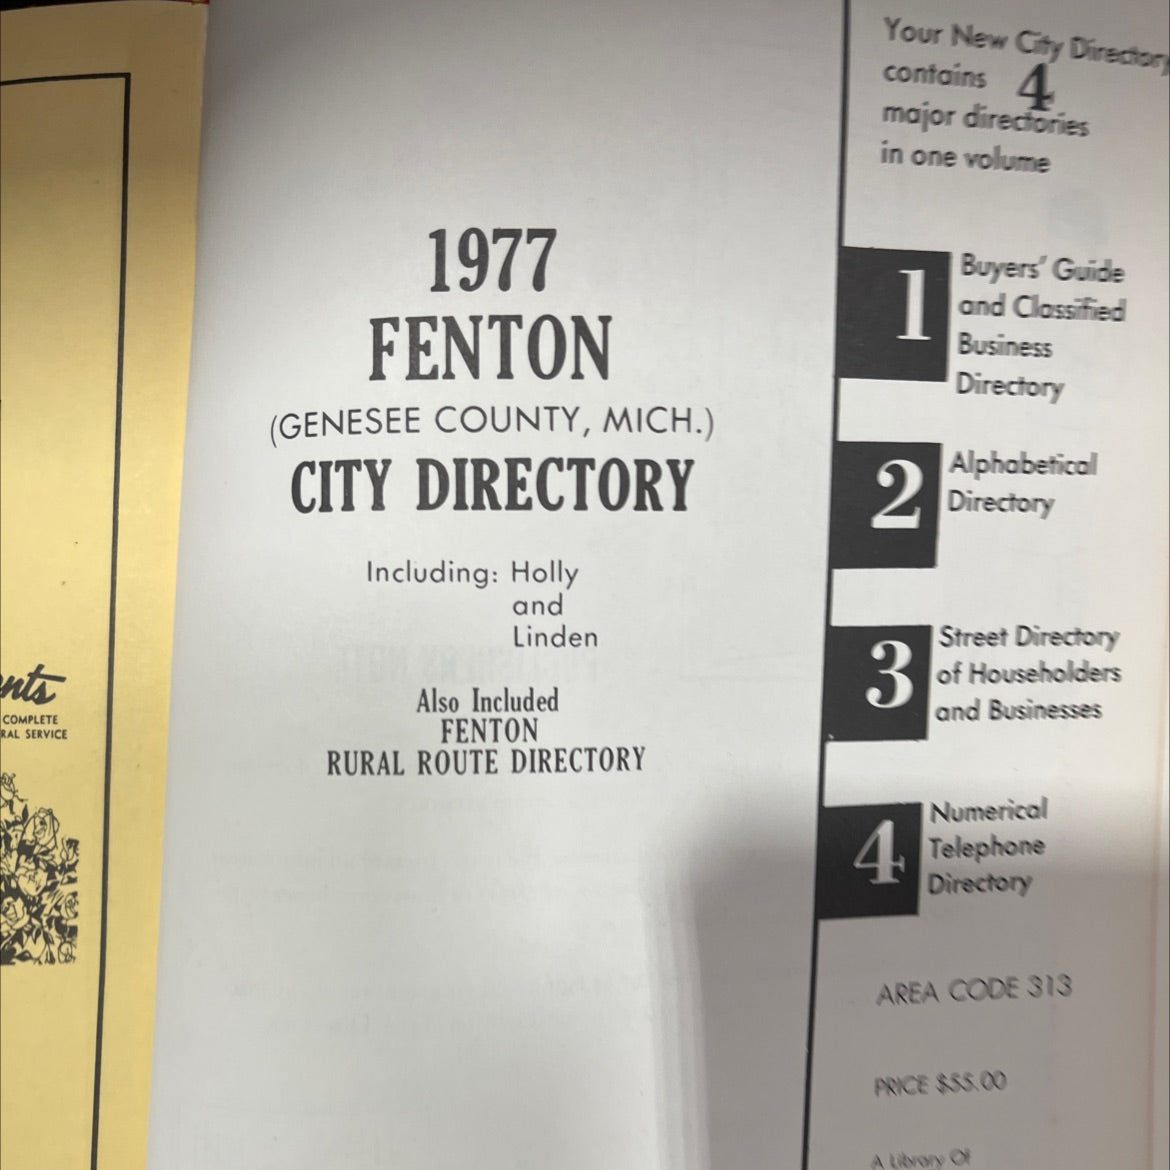 nts
COMPLETE
RAL SERVICE
1977
FENTON
(GENESEE COUNTY, MICH.)
CITY DIRECTORY
Including: Holly
and
Linden
Also Included
FENTON
RURAL ROUTE DIRECTORY
Your New City Directory
contains 4
major directories
in one volume
1 Buyers' Guide
and Classified
Business
Directory
2 Alphabetical
Directory
3 Street Directory
of Householders
and Businesses
4 Numerical
Telephone
Directory
AREA CODE 313
PRICE $55.00
A Library Of